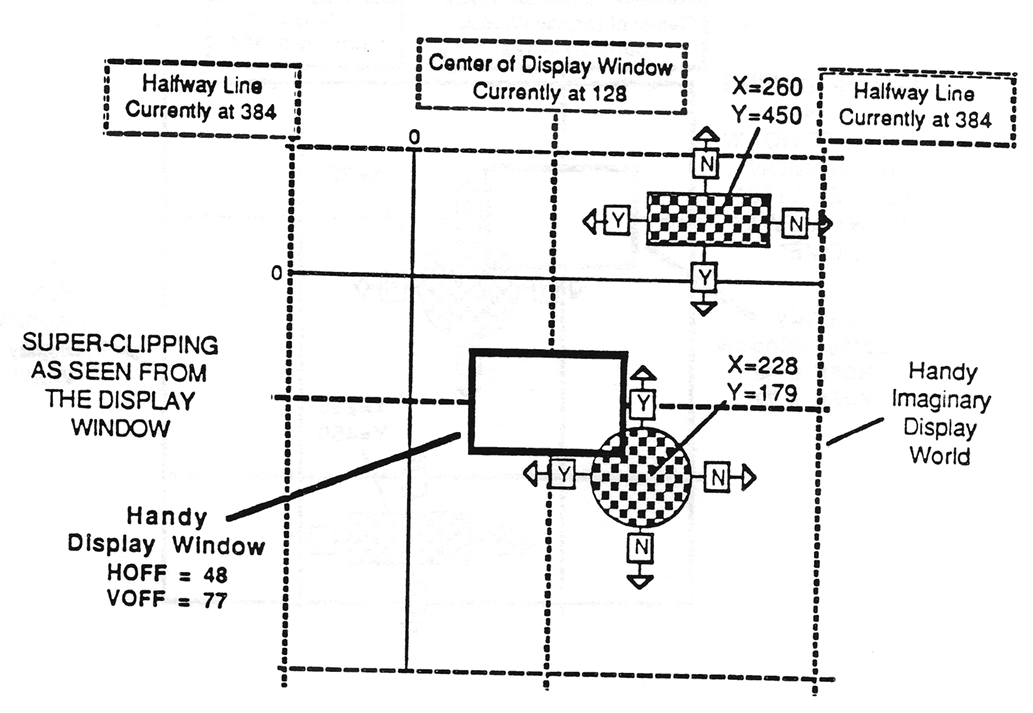 Center of Display Window
Currently at 128
Halfway Line
Currently at 384
X=260
Y=450
Halfway Line
Currently at 384
0
N
Y
N
0
Y
SUPER-CLIPPING
AS SEEN FROM
THE DISPLAY
WINDOW
X=228
Y=179
Handy
Imaginary
Display
World
Y
Y
N
Handy
Display Window
HOFF = 48
VOFF = 77
N